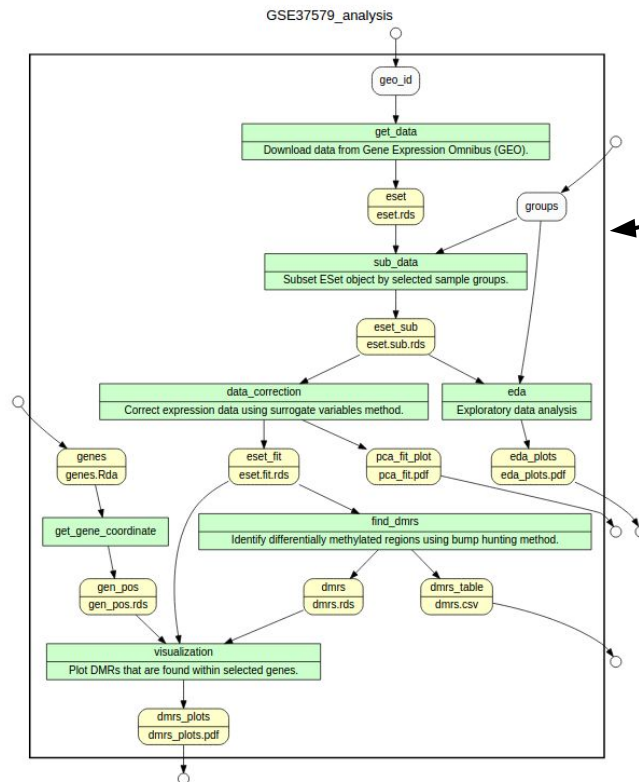 GSE37579_analysis
geo_id
get_data
Download data from Gene Expression Omnibus (GEO).
eset
eset.rds
groups
sub_data
Subset ESet object by selected sample groups.
eset_sub
eset.sub.rds
data_correction
Correct expression data using surrogate variables method.
eda
Exploratory data analysis
genes
genes.Rda
eset_fit
eset.fit.rds
pca_fit_plot
pca_fit.pdf
eda_plots
eda_plots.pdf
get_gene_coordinate
find_dmrs
Identify differentially methylated regions using bump hunting method.
gen_pos
gen_pos.rds
dmrs
dmrs.rds
dmrs_table
dmrs.csv
visualization
Plot DMRs that are found within selected genes.
dmrs_plots
dmrs_plots.pdf